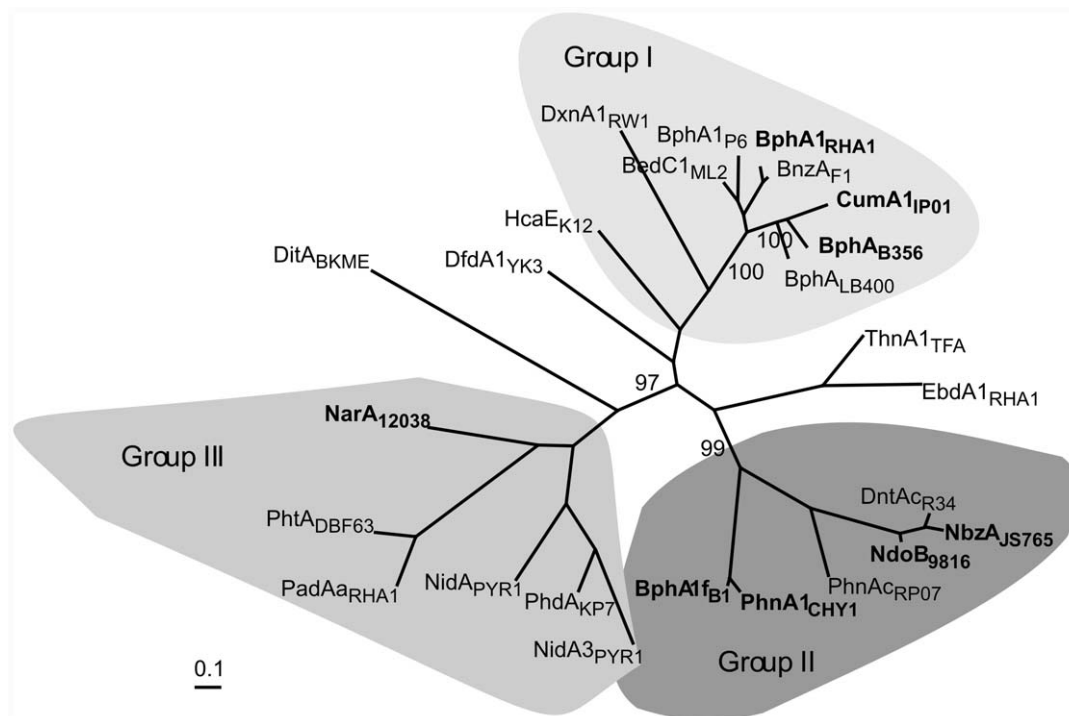 Group I
DxnA1RW1
BphA1P6
BphA1RHA1
BedC1ML2
BnzAF1
CumA1IP01
HcaEK12
100
BphAB356
DitABKME
DfdA1YK3
100
BphALB400
ThnA1TFA
97
EbdA1RHA1
NarA12038
Group III
99
DntAcR34
PhtADBF63
NbzAJS765
NdoB9816
PadAaRHA1
NidAPYR1
PhdAKP7
BphA1fB1
PhnA1CHY1
PhnAcRP07
NidA3PYR1
Group II
0.1